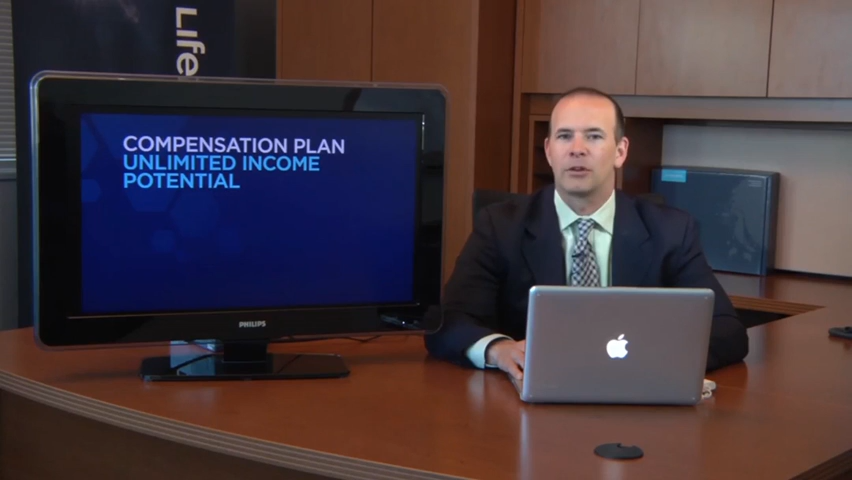 Life
COMPENSATION PLAN
UNLIMITED INCOME
POTENTIAL
PHILIPS